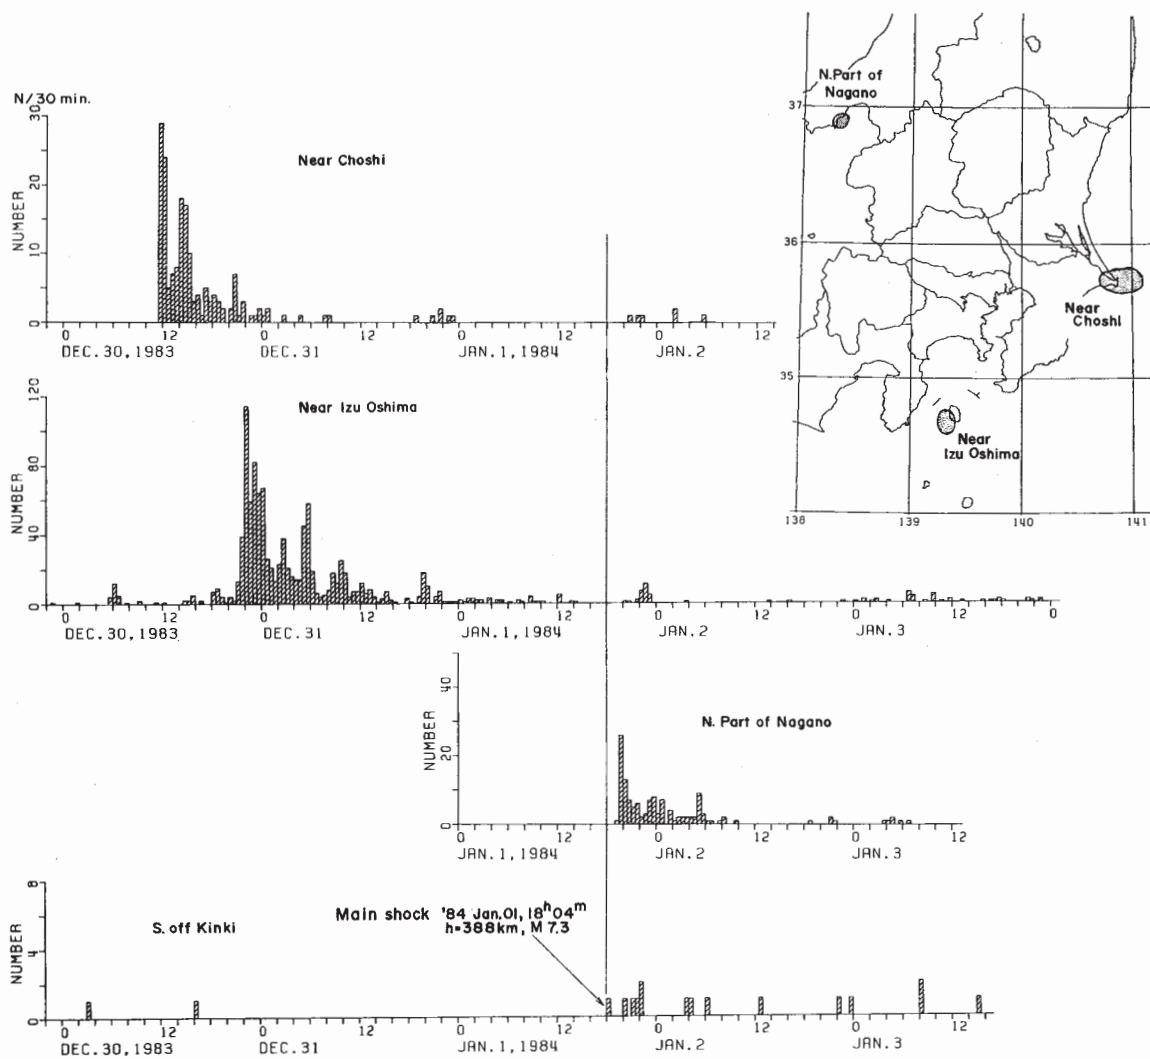 N/30 min.
30
20
10
0
NUMBER
Near Choshi
0 12 0 12 0 12 0 12
DEC.30,1983 DEC.31 JAN.1,1984 JAN.2
120
80
40
0
NUMBER
Near Izu Oshima
0 12 0 12 0 12 0 12 0 12 0
DEC.30,1983 DEC.31 JAN.1,1984 JAN.2 JAN.3
40
20
0
NUMBER
N. Part of Nagano
0 12 0 12 0 12
JAN.1,1984 JAN.2 JAN.3
8
4
0
NUMBER
S. off Kinki
Main shock '84 Jan.01, 18h04m
h=388km, M 7.3
0 12 0 12 0 12 0 12 0 12
DEC.30,1983 DEC.31 JAN.1,1984 JAN.2 JAN.3
N.Part of
Nagano
37
36
Near
Choshi
35
Near
Izu Oshima
138 139 140 141